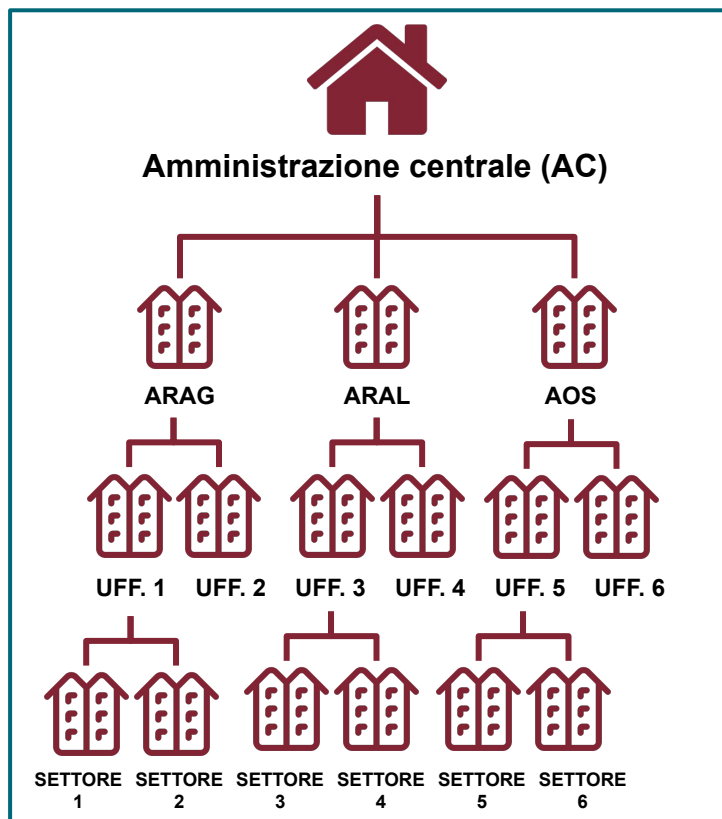 Amministrazione centrale (AC)
ARAG ARAL AOS
UFF. 1 UFF. 2 UFF. 3 UFF. 4 UFF. 5 UFF. 6
SETTORE SETTORE SETTORE SETTORE SETTORE SETTORE
1 2 3 4 5 6